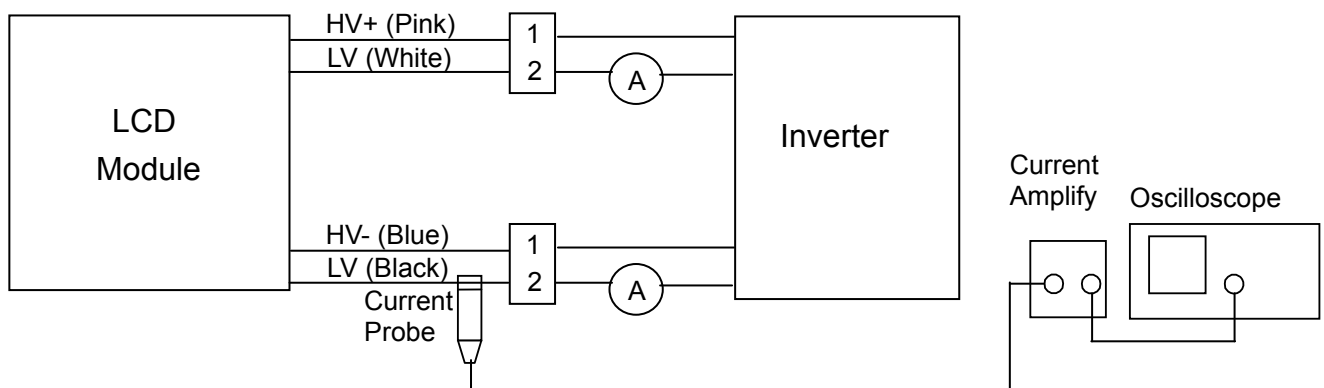 HV+ (Pink)
LV (White)
1
2
A
LCD
Module
Inverter
HV- (Blue)
LV (Black)
1
2
A
Current
Probe
Current
Amplify
Oscilloscope